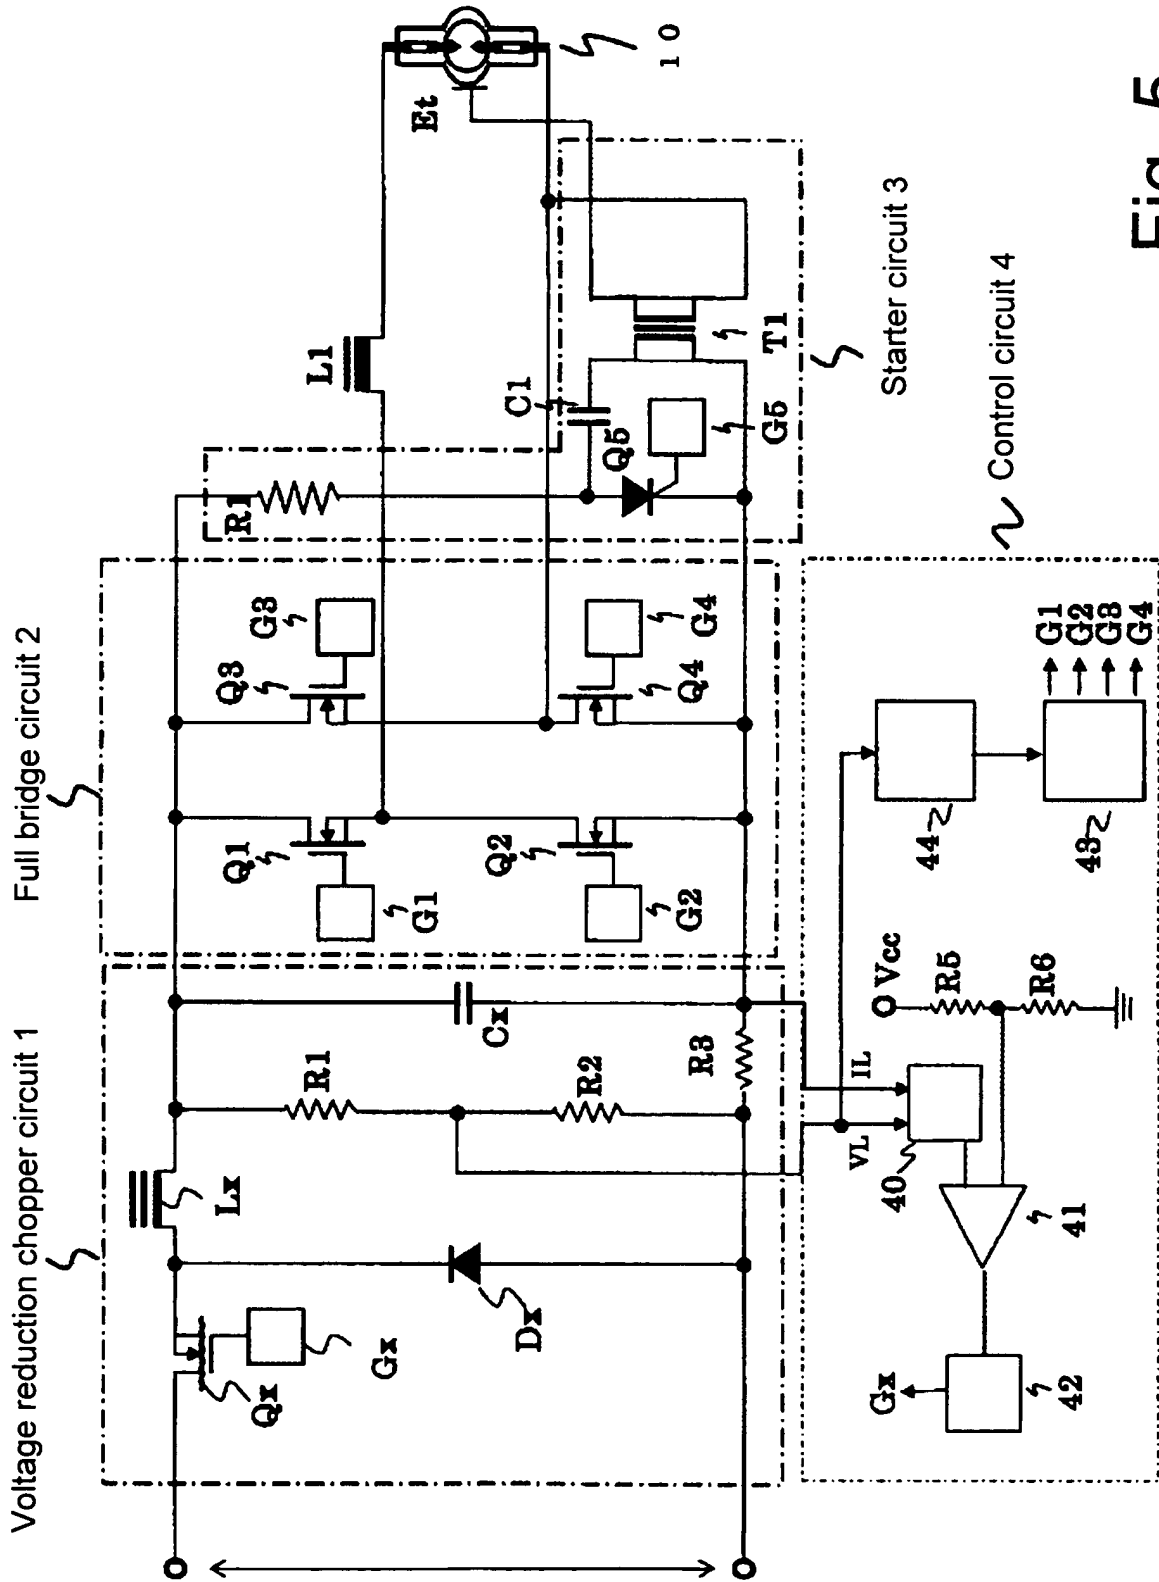 Voltage reduction chopper circuit 1
Full bridge circuit 2
Qx
Gx
Lx
Dx
R1
R2
R3
Cx
Q1
G1
Q2
G2
Q3
G3
Q4
G4
R1
L1
C1
Q5
G5
T1
Et
10
Starter circuit 3
Control circuit 4
Gx
42
41
40
VL
IL
Vcc
R5
R6
44
43
G1
G2
G3
G4
Fig. 5